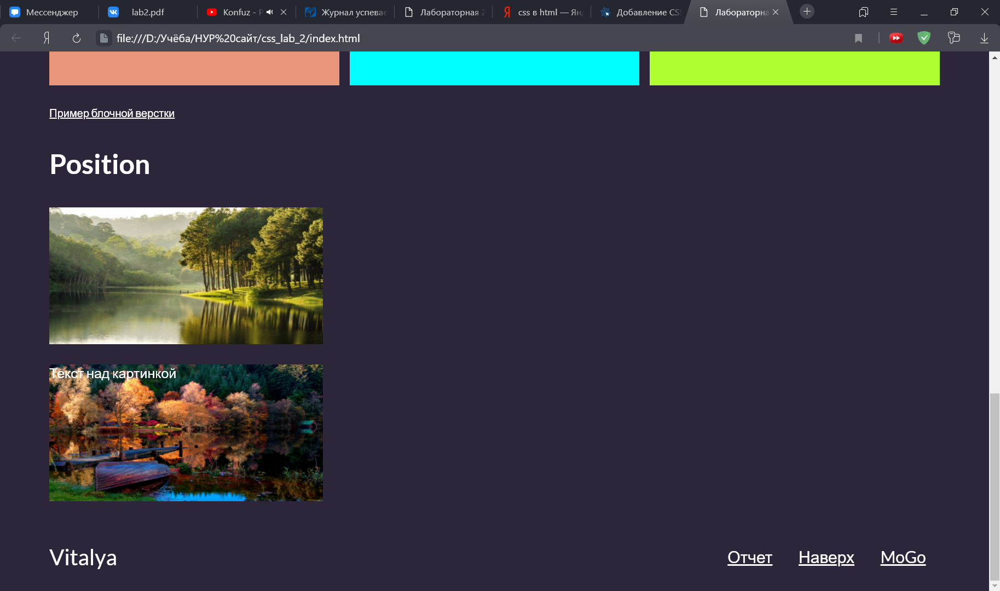 Мессенджер
lab2.pdf
Konfuz - P
Журнал успевае
Лабораторная 2
css в html — Ян
Добавление CSS
Лабораторна
Я
file:///D:/Учёба/НУР%20сайт/css_lab_2/index.html
Пример блочной верстки
Position
Текст над картинкой
Vitalya
Отчет Наверх MoGo